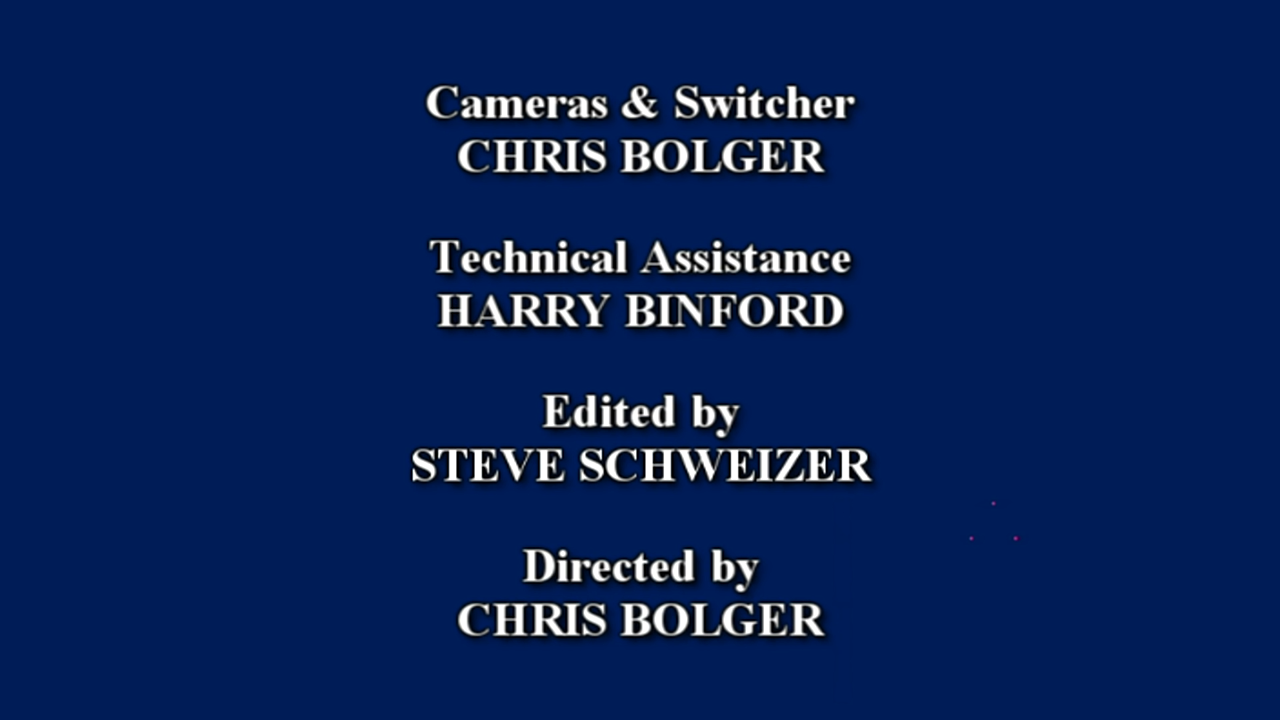 Cameras & Switcher
CHRIS BOLGER
Technical Assistance
HARRY BINFORD
Edited by
STEVE SCHWEIZER
Directed by
CHRIS BOLGER